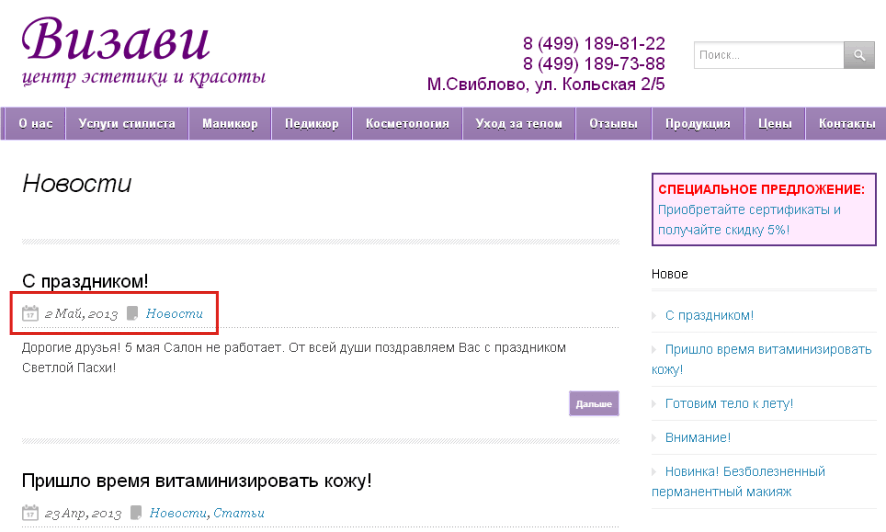 Визави
центр эстетики и красоты
8 (499) 189-81-22
8 (499) 189-73-88
М.Свиблово, ул. Кольская 2/5
Поиск...
О нас
Услуги стилиста
Маникюр
Педикюр
Косметология
Уход за телом
Отзывы
Продукция
Цены
Контакты
Новости
С праздником!
17 2 Май, 2013 Новости
Дорогие друзья! 5 мая Салон не работает. От всей души поздравляем Вас с праздником
Светлой Пасхи!
Дальше
Пришло время витаминизировать кожу!
17 23 Апр, 2013 Новости, Статьи
СПЕЦИАЛЬНОЕ ПРЕДЛОЖЕНИЕ:
Приобретайте сертификаты и
получайте скидку 5%!
Новое
С праздником!
Пришло время витаминизировать
кожу!
Готовим тело к лету!
Внимание!
Новинка! Безболезненный
перманентный макияж